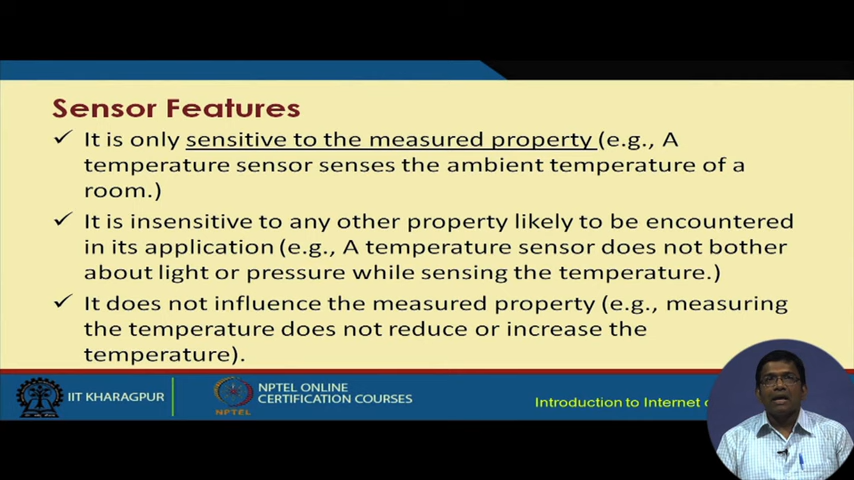 Sensor Features
✓ It is only sensitive to the measured property (e.g., A
temperature sensor senses the ambient temperature of a
room.)
✓ It is insensitive to any other property likely to be encountered
in its application (e.g., A temperature sensor does not bother
about light or pressure while sensing the temperature.)
✓ It does not influence the measured property (e.g., measuring
the temperature does not reduce or increase the
temperature).
IIT KHARAGPUR
NPTEL
NPTEL ONLINE
CERTIFICATION COURSES
Introduction to Internet